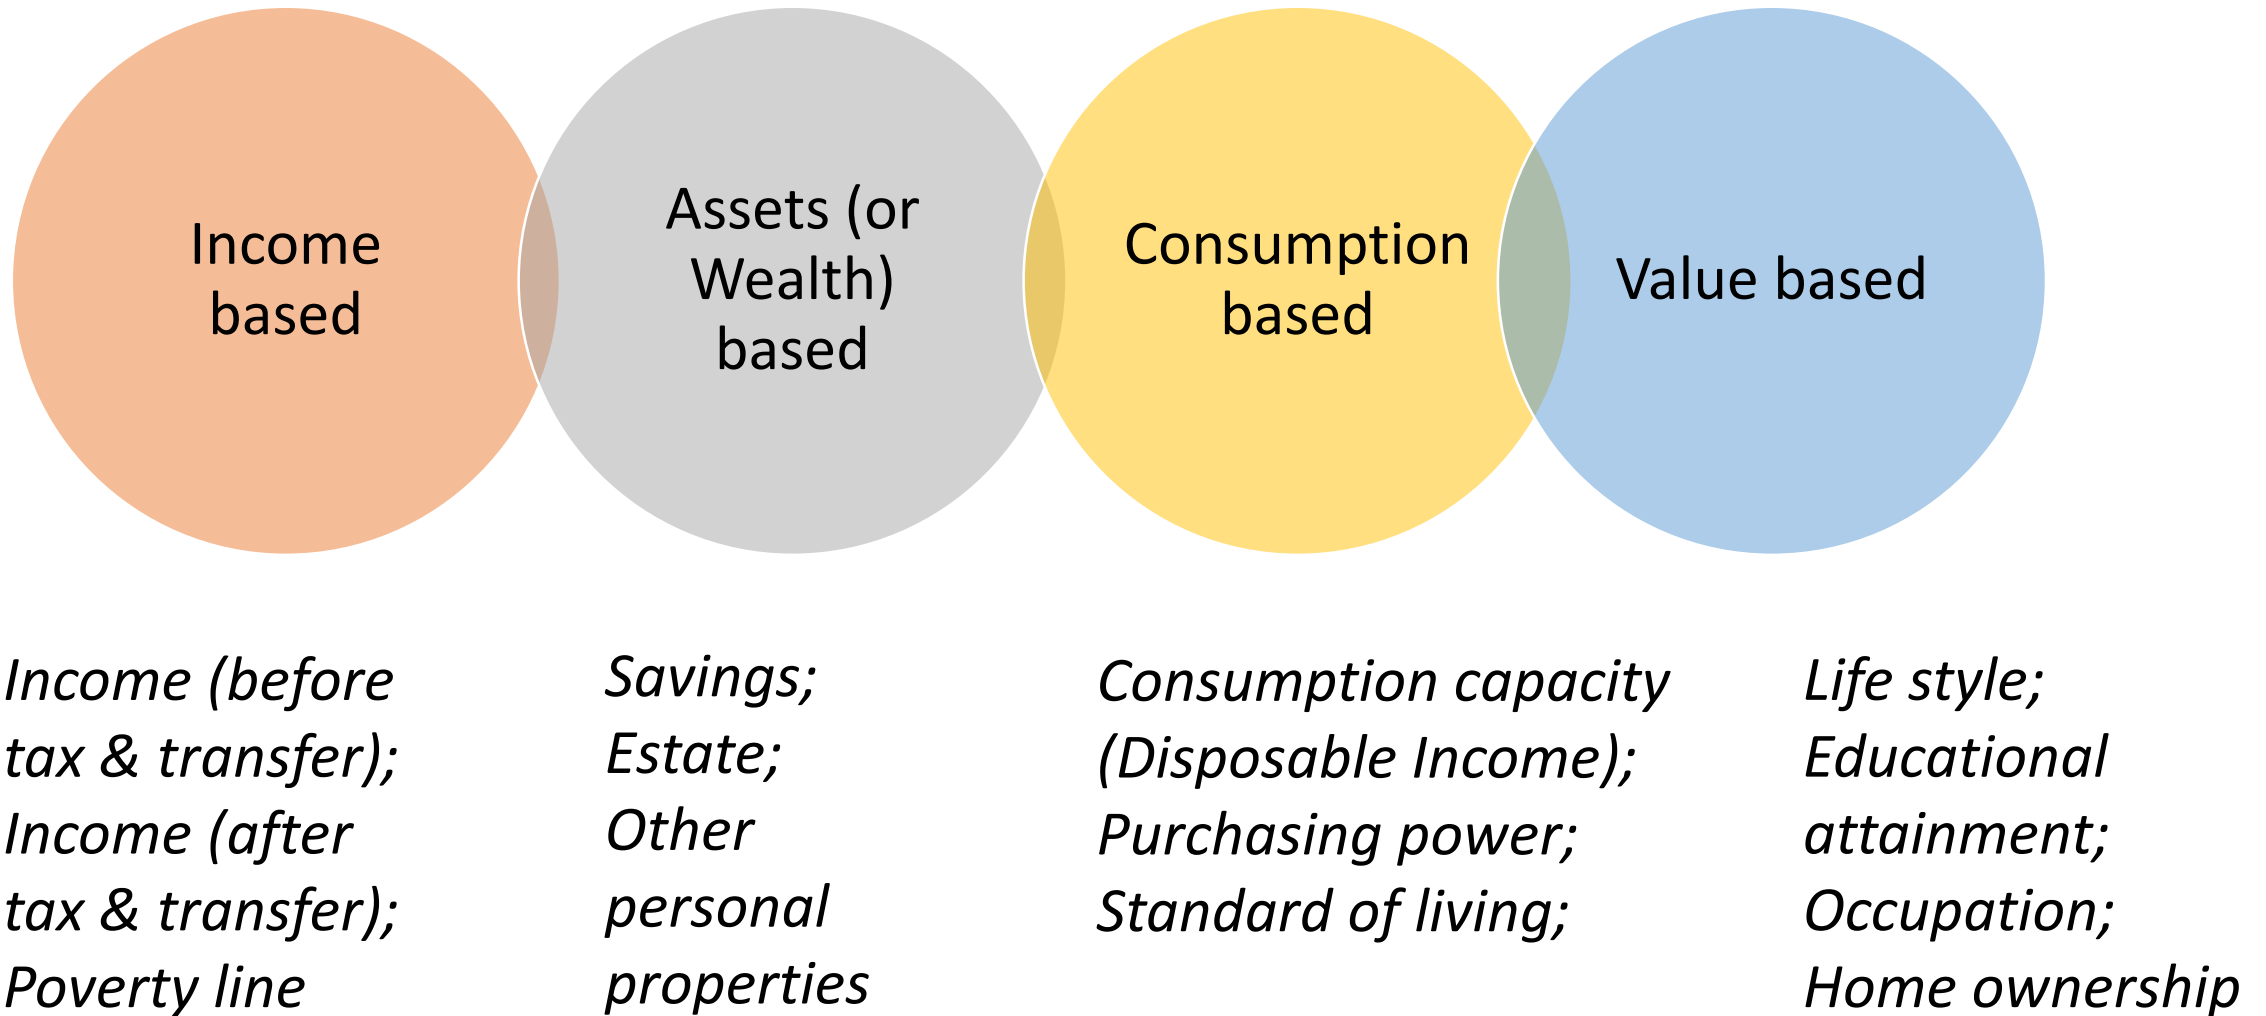 Income
based
Assets (or
Wealth)
based
Consumption
based
Value based
Income (before
tax & transfer);
Income (after
tax & transfer);
Poverty line
Savings;
Estate;
Other
personal
properties
Consumption capacity
(Disposable Income);
Purchasing power;
Standard of living;
Life style;
Educational
attainment;
Occupation;
Home ownership